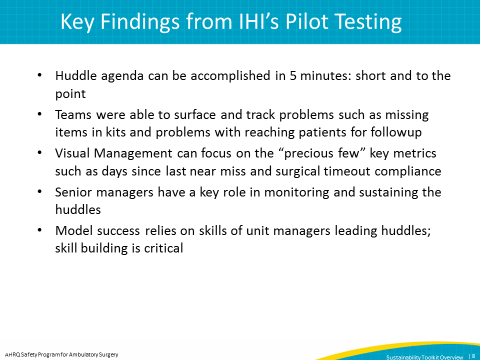 Key Findings from IHI's Pilot Testing
• Huddle agenda can be accomplished in 5 minutes: short and to the
point
• Teams were able to surface and track problems such as missing
items in kits and problems with reaching patients for followup
• Visual Management can focus on the “precious few” key metrics
such as days since last near miss and surgical timeout compliance
• Senior managers have a key role in monitoring and sustaining the
huddles
• Model success relies on skills of unit managers leading huddles;
skill building is critical
AHRQ Safety Program for Ambulatory Surgery
Sustainability Toolkit Overview | 8